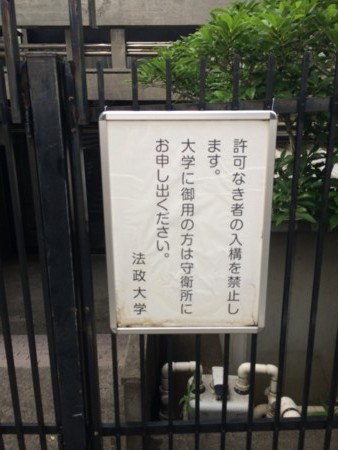 許可なき者の入構を禁止し
ます。
大学に御用の方は守衛所に
お申し出ください。
法政大学